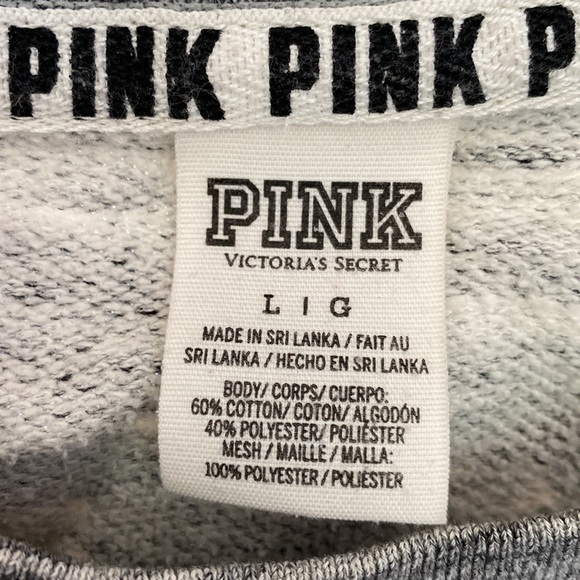 PINK PINK P
PINK
VICTORIA'S SECRET
L | G
MADE IN SRI LANKA / FAIT AU
SRI LANKA / HECHO EN SRI LANKA
BODY/ CORPS/ CUERPO:
60% COTTON/ COTON/ ALGODÓN
40% POLYESTER/ POLIÉSTER
MESH / MAILLE / MALLA:
100% POLYESTER / POLIÉSTER